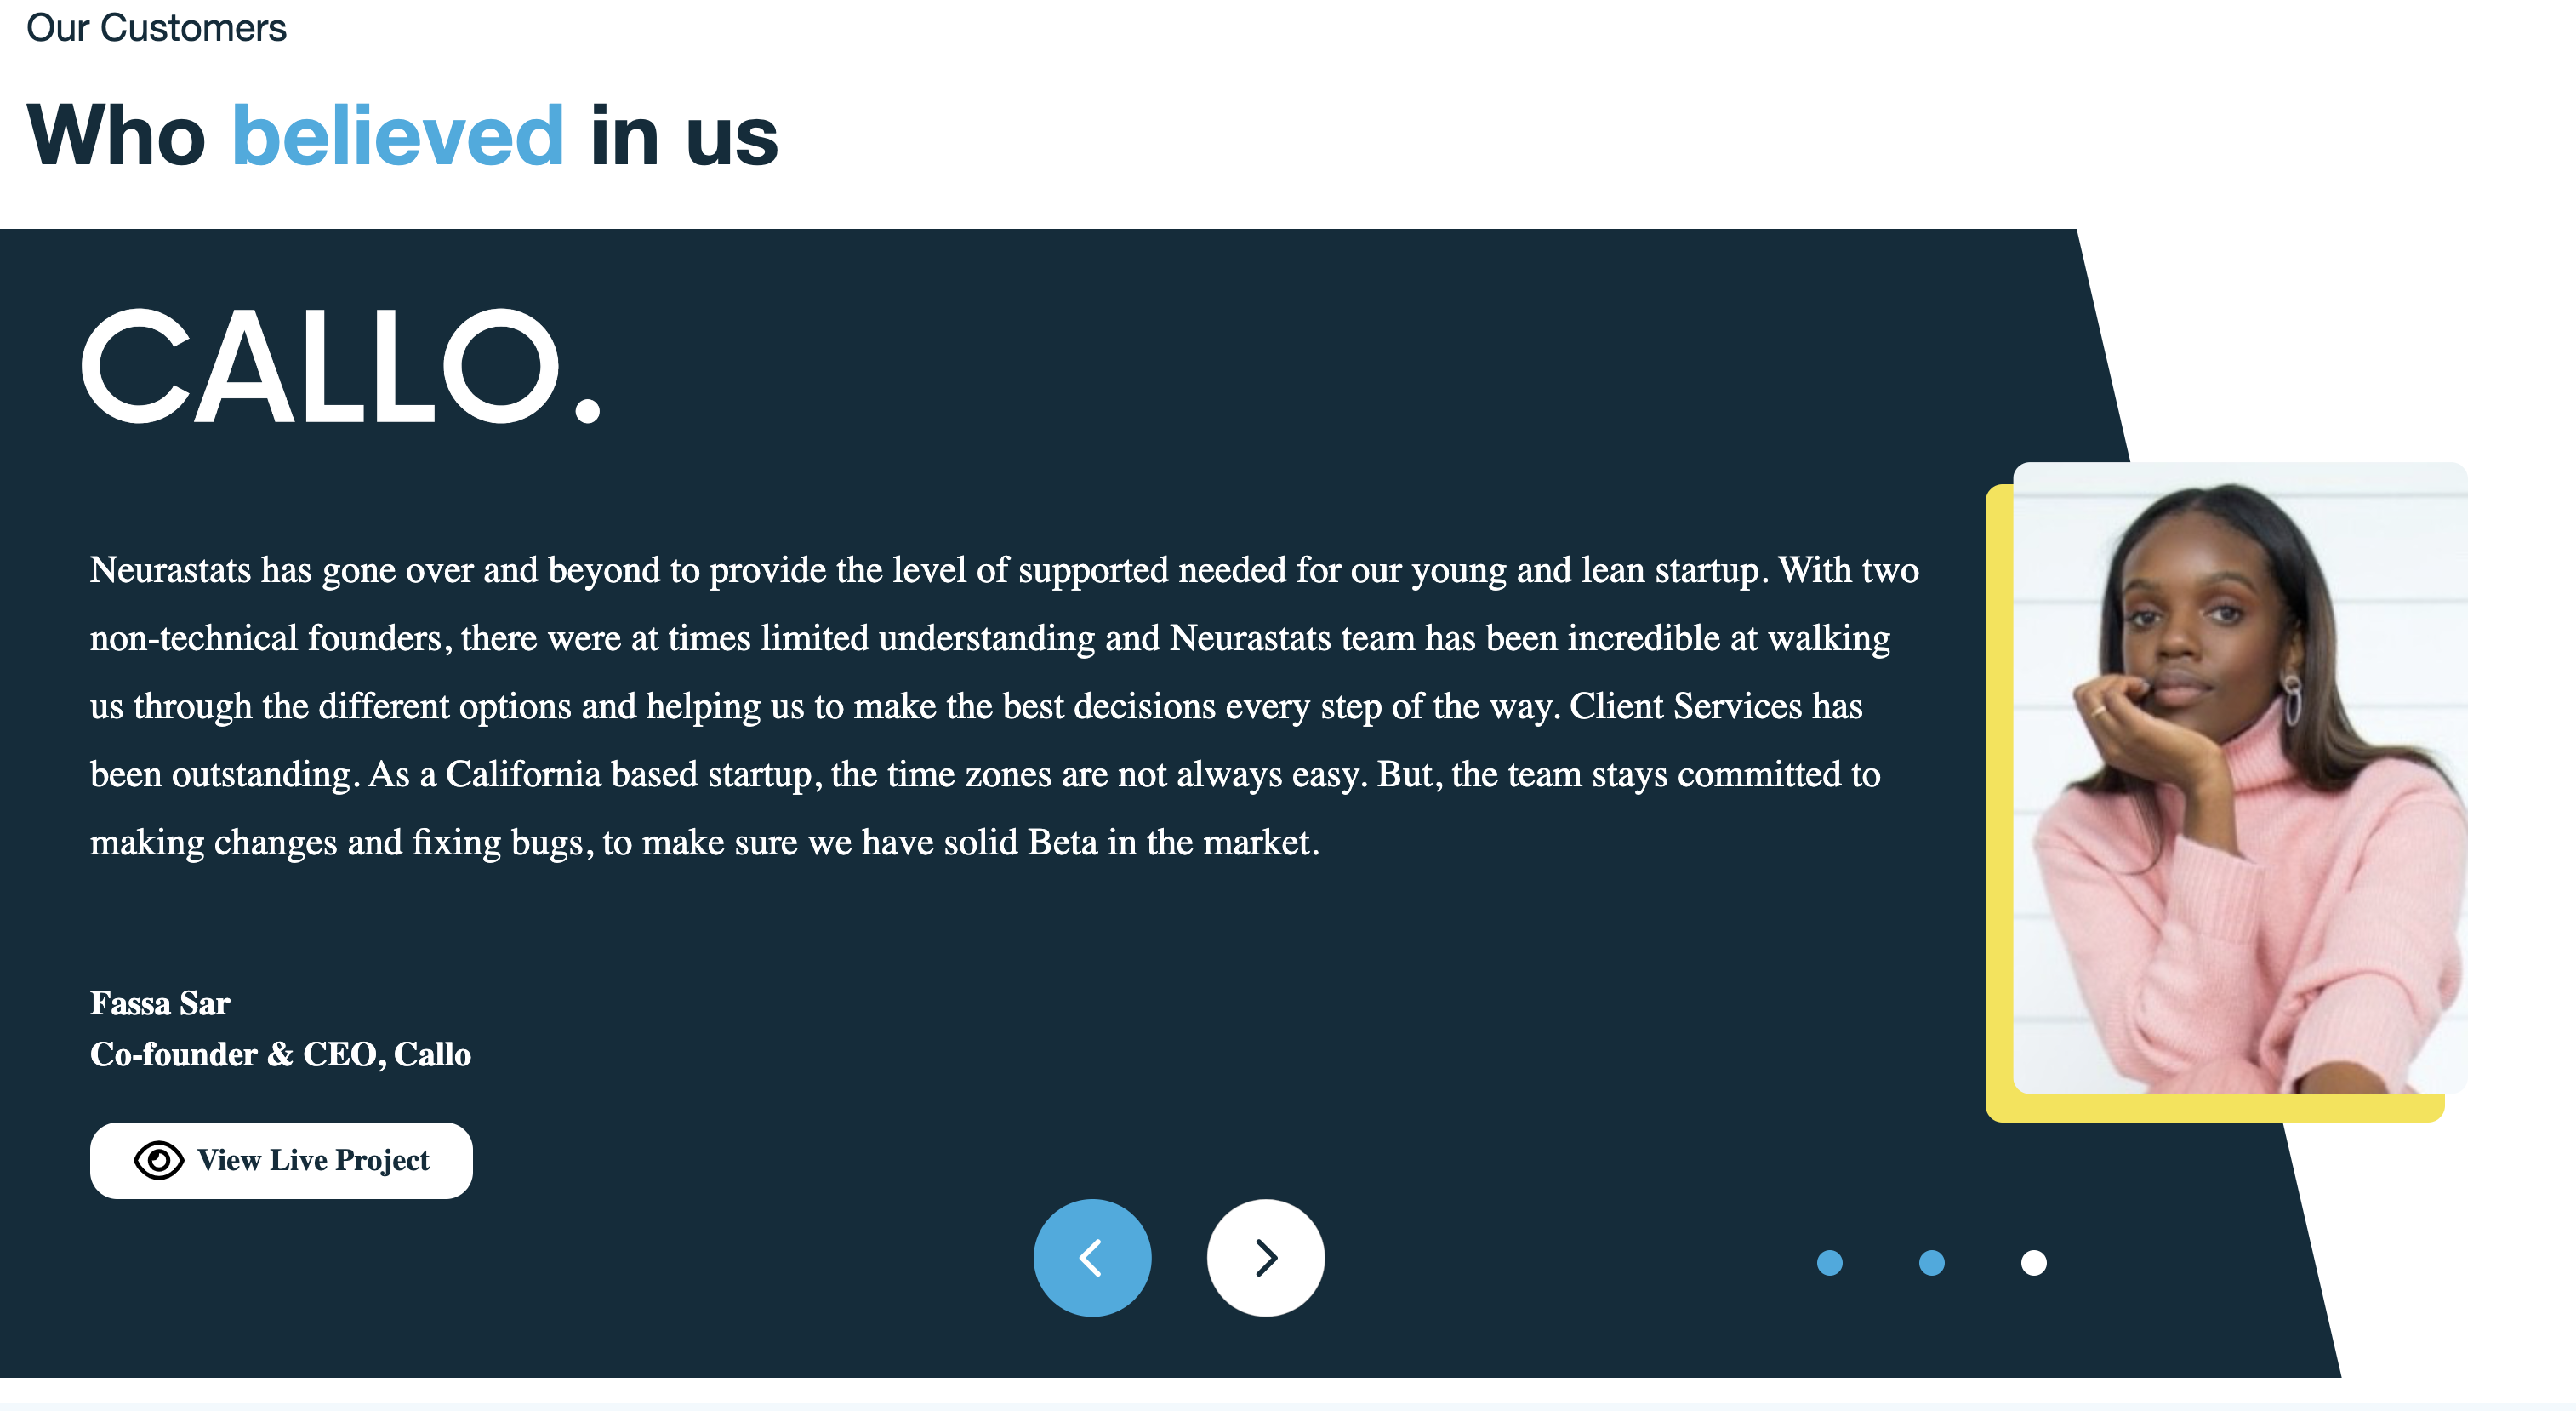 Our Customers
Who believed in us
CALLO.
Neurastats has gone over and beyond to provide the level of supported needed for our young and lean startup. With two
non-technical founders, there were at times limited understanding and Neurastats team has been incredible at walking
us through the different options and helping us to make the best decisions every step of the way. Client Services has
been outstanding. As a California based startup, the time zones are not always easy. But, the team stays committed to
making changes and fixing bugs, to make sure we have solid Beta in the market.
Fassa Sar
Co-founder & CEO, Callo
View Live Project